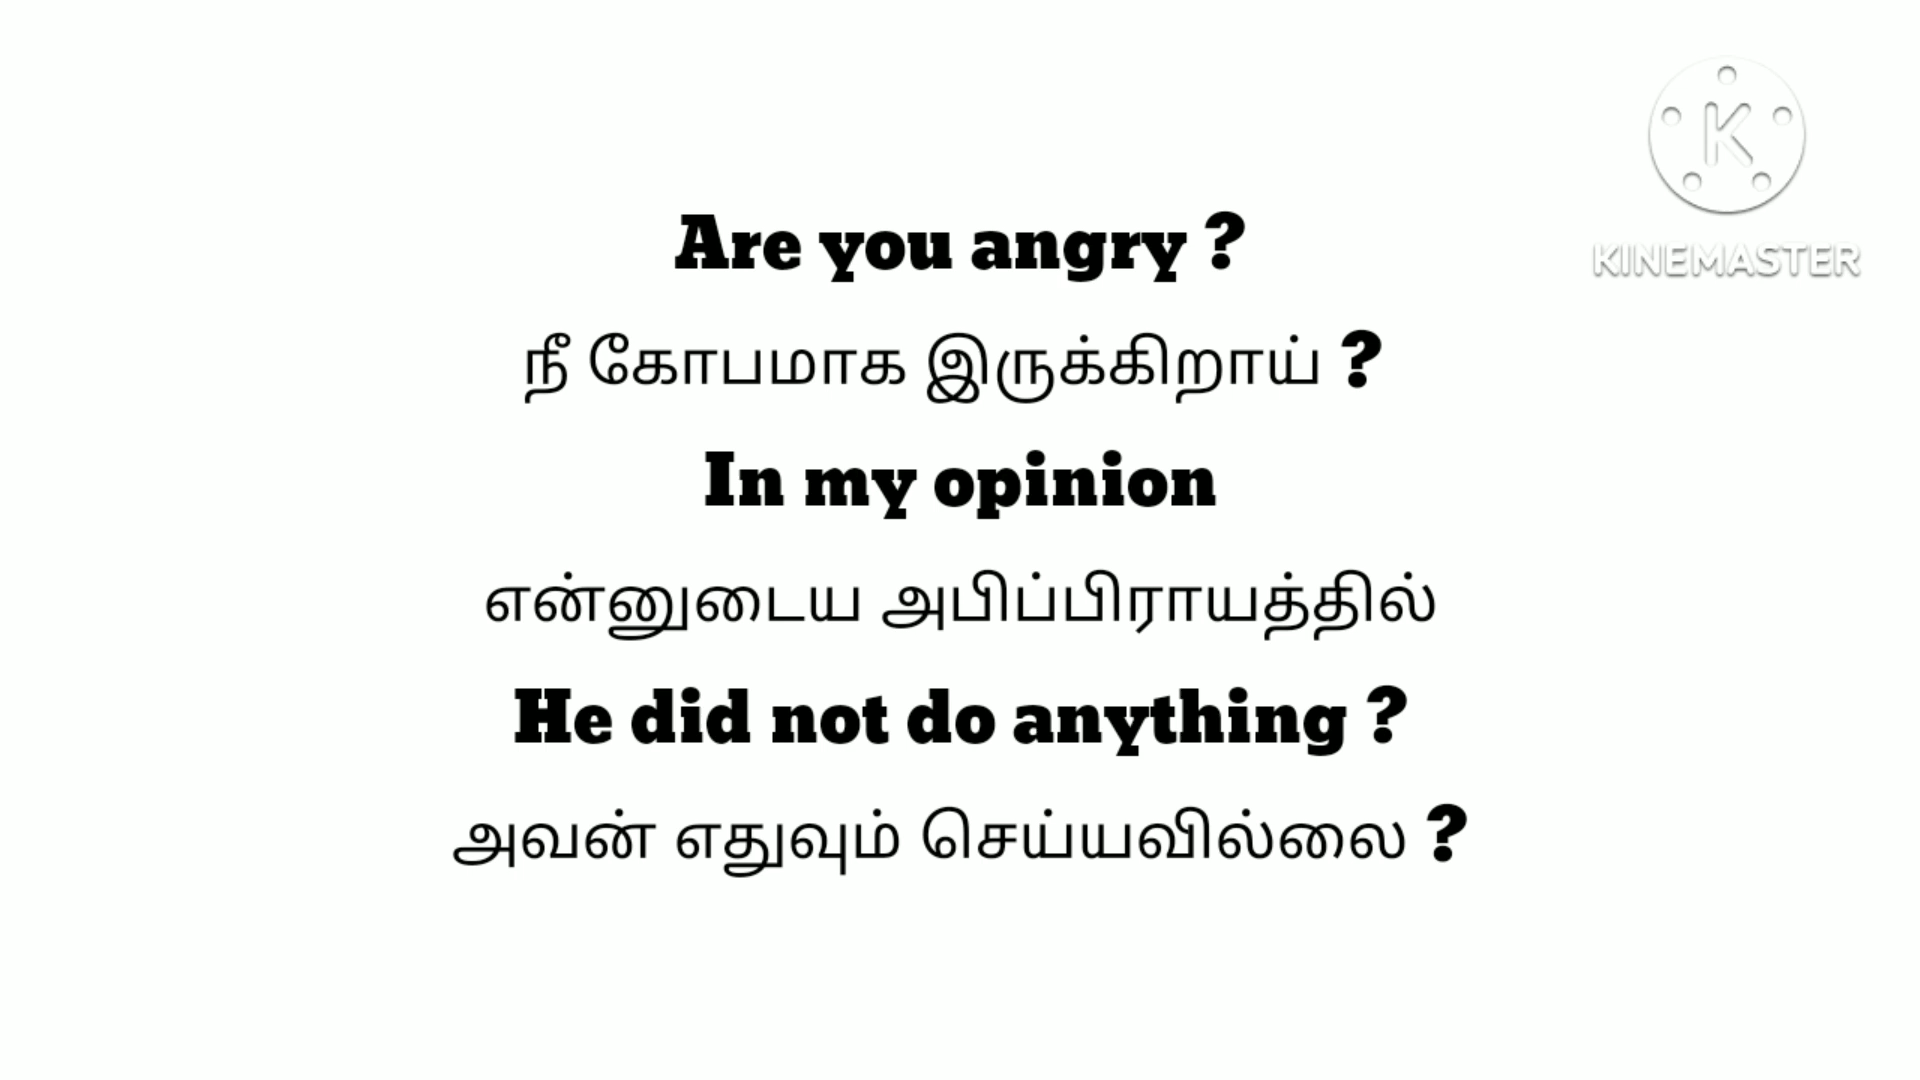 Are you angry ?
நீ கோபமாக இருக்கிறாய் ?
In my opinion
என்னுடைய அபிப்பிராயத்தில்
He did not do anything ?
அவன் எதுவும் செய்யவில்லை ?
K
KINEMASTER